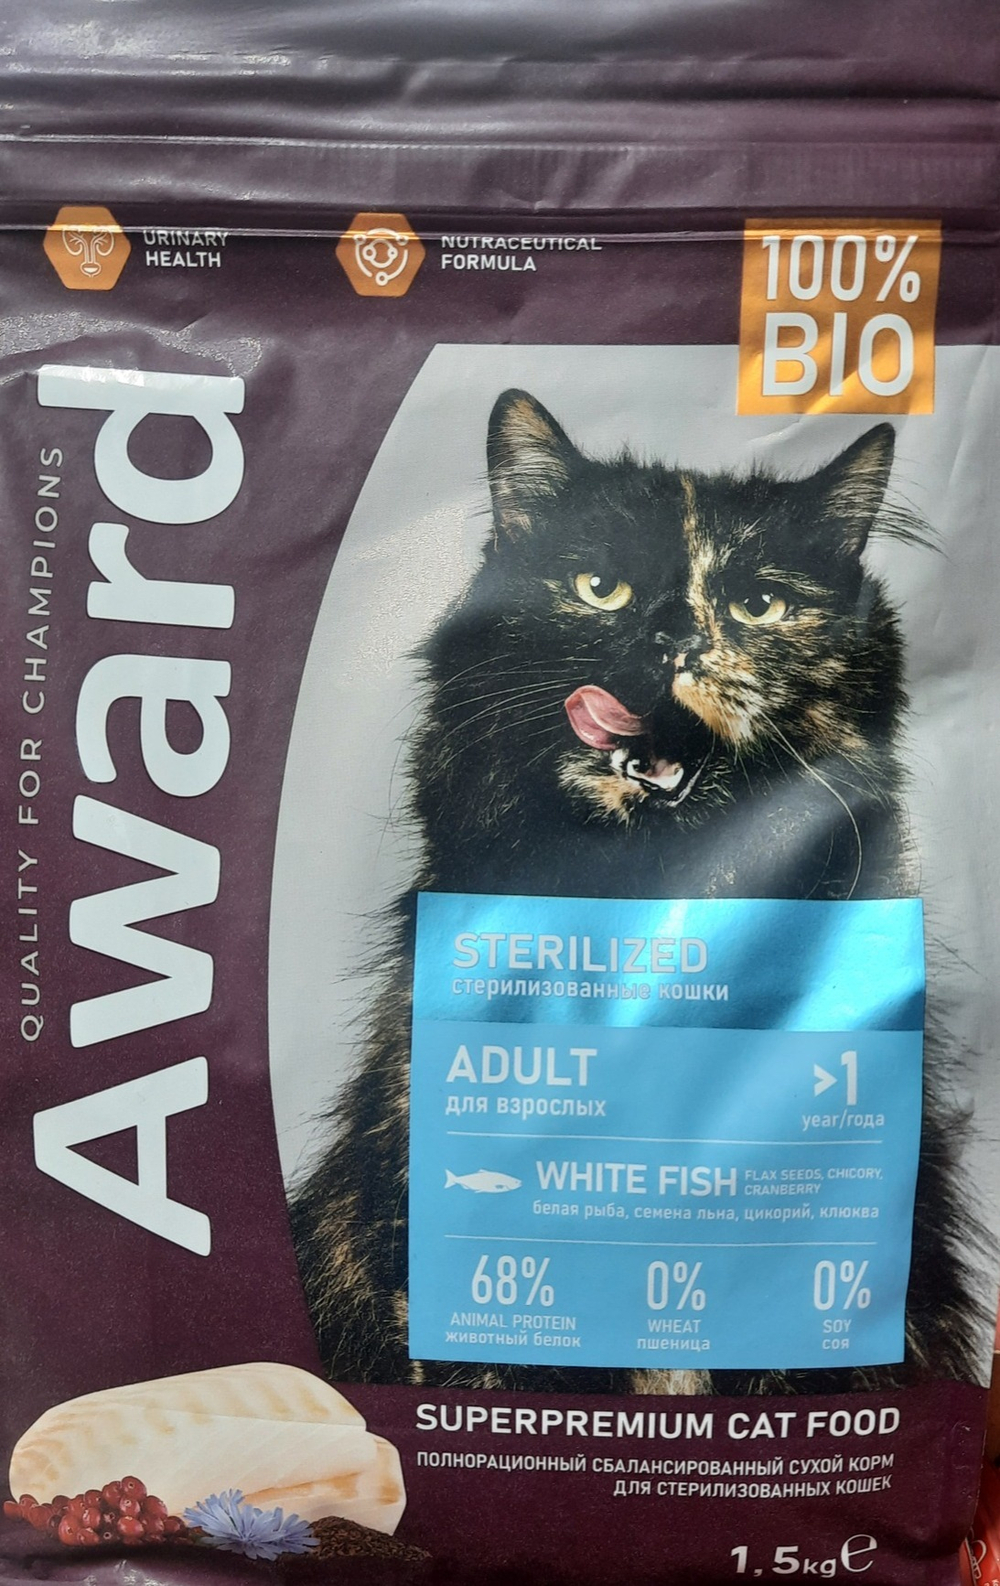 URINARY
HEALTH
NUTRACEUTICAL
FORMULA
100%
BIO
QUALITY FOR CHAMPIONS
Award
STERILIZED
стерилизованные кошки
ADULT
для взрослых
>1
year/года
WHITE FISH
FLAX SEEDS, CHICORY,
CRANBERRY
белая рыба, семена льна, цикорий, клюква
68%
ANIMAL PROTEIN
животный белок
0%
WHEAT
пшеница
0%
SOY
соя
SUPERPREMIUM CAT FOOD
ПОЛНОРАЦИОННЫЙ СБАЛАНСИРОВАННЫЙ СУХОЙ КОРМ
ДЛЯ СТЕРИЛИЗОВАННЫХ КОШЕК
1,5kg℮